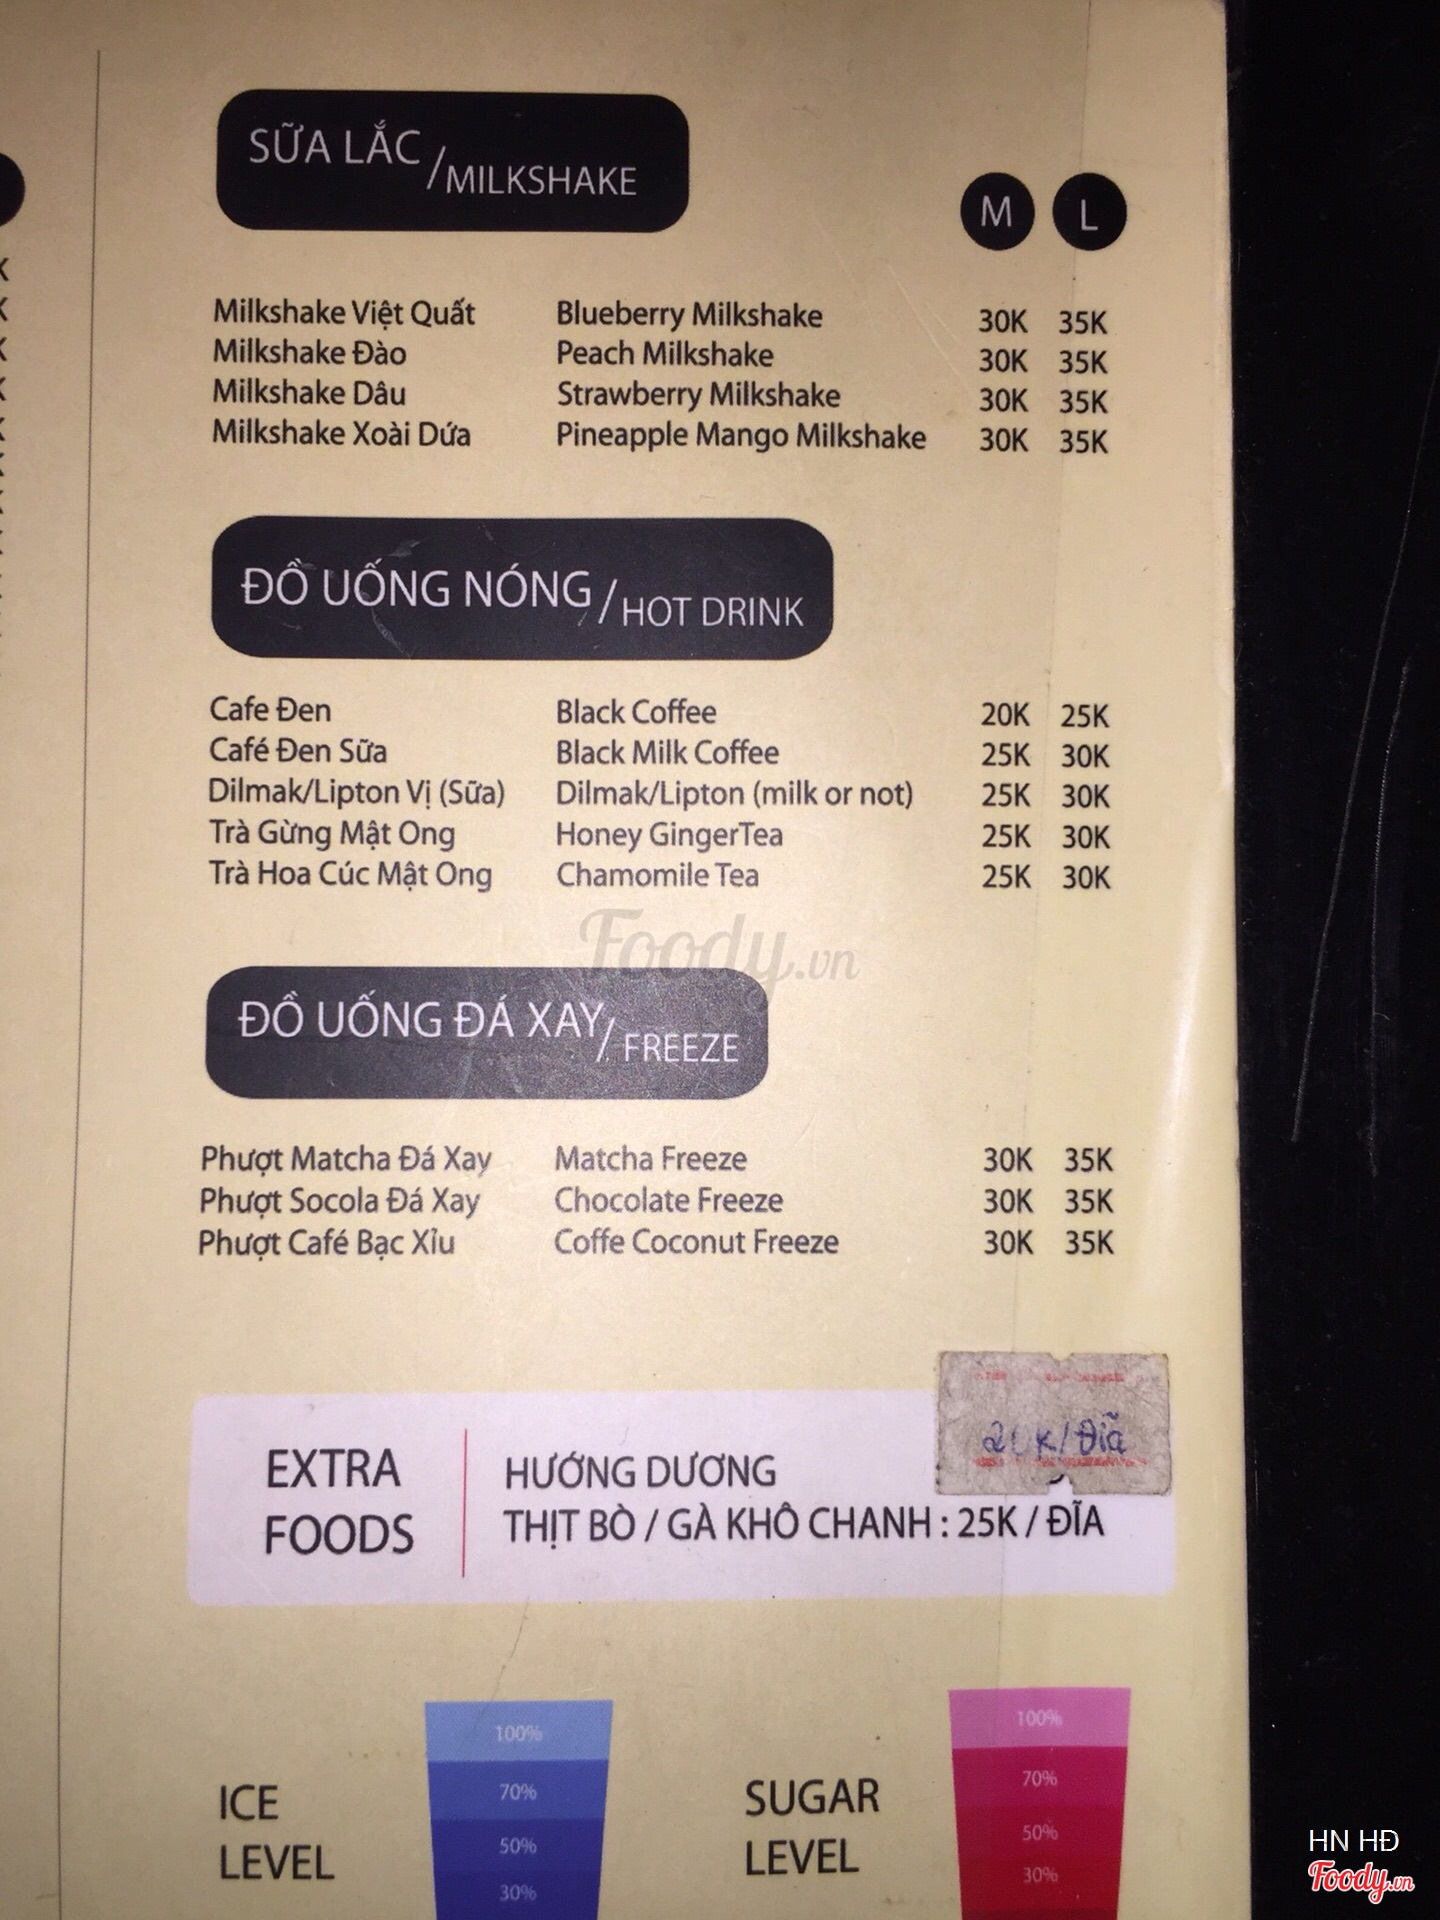 SỮA LẮC / MILKSHAKE
M L
Milkshake Việt Quất Blueberry Milkshake 30K 35K
Milkshake Đào Peach Milkshake 30K 35K
Milkshake Dâu Strawberry Milkshake 30K 35K
Milkshake Xoài Dứa Pineapple Mango Milkshake 30K 35K
ĐỒ UỐNG NÓNG / HOT DRINK
Cafe Đen Black Coffee 20K 25K
Café Đen Sữa Black Milk Coffee 25K 30K
Dilmak/Lipton Vị (Sữa) Dilmak/Lipton (milk or not) 25K 30K
Trà Gừng Mật Ong Honey GingerTea 25K 30K
Trà Hoa Cúc Mật Ong Chamomile Tea 25K 30K
Foody.vn
ĐỒ UỐNG ĐÁ XAY / FREEZE
Phượt Matcha Đá Xay Matcha Freeze 30K 35K
Phượt Socola Đá Xay Chocolate Freeze 30K 35K
Phượt Café Bạc Xỉu Coffe Coconut Freeze 30K 35K
EXTRA FOODS
HƯỚNG DƯƠNG 20K/Đĩa
THỊT BÒ / GÀ KHÔ CHANH : 25K / ĐĨA
ICE LEVEL
100%
70%
50%
30%
SUGAR LEVEL
100%
70%
50%
30%
HN HĐ
Foody.vn